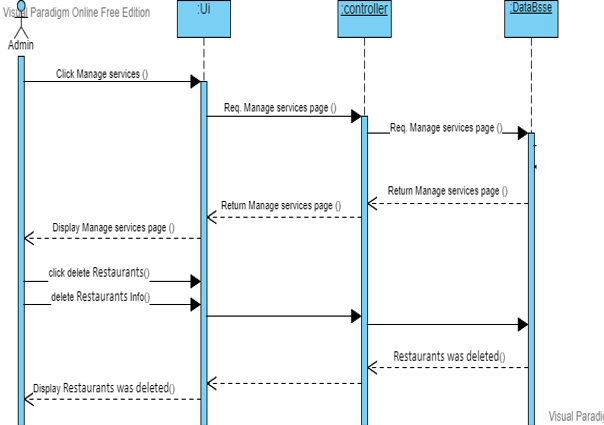 Visual Paradigm Online Free Edition
:Ui
:controller
:DataBsse
Admin
Click Manage services ()
Req. Manage services page ()
Req. Manage services page ()
Return Manage services page ()
Return Manage services page ()
Display Manage services page ()
click delete Restaurants()
delete Restaurants Info()
Restaurants was deleted()
Display Restaurants was deleted()
Visual Paradig